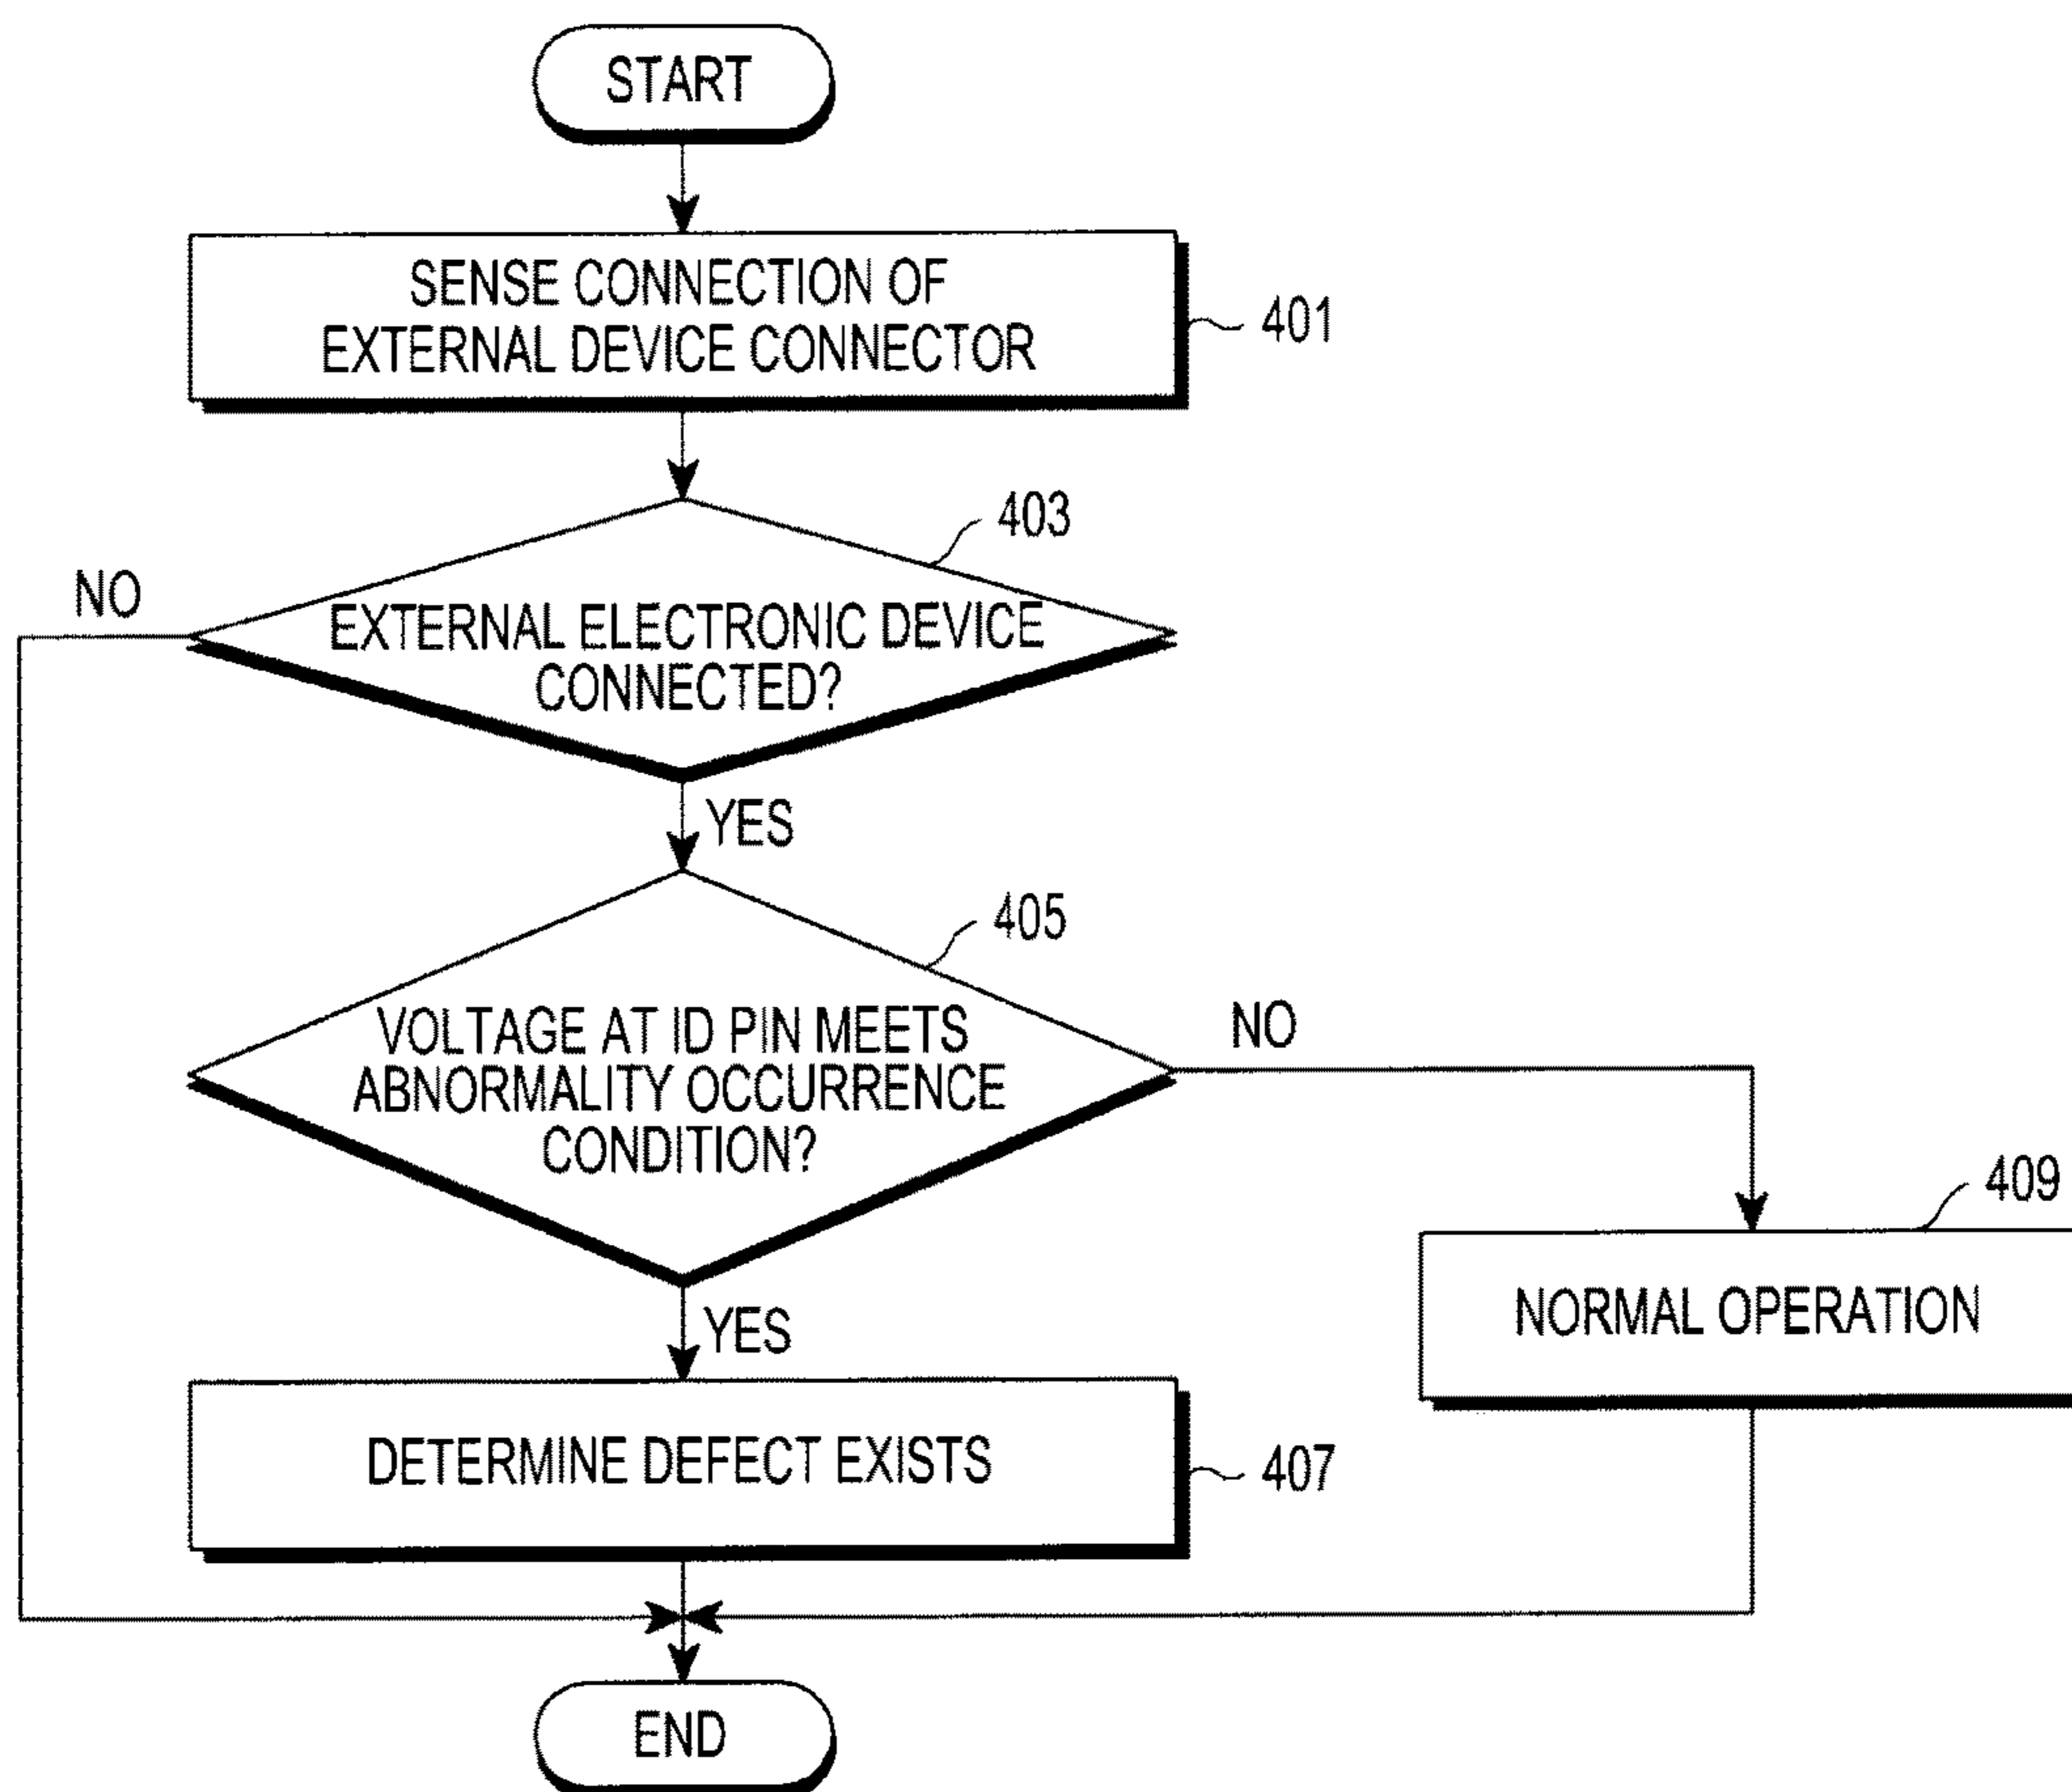 START
SENSE CONNECTION OF
EXTERNAL DEVICE CONNECTOR
401
403
NO
EXTERNAL ELECTRONIC DEVICE
CONNECTED?
YES
405
VOLTAGE AT ID PIN MEETS
ABNORMALITY OCCURRENCE
CONDITION?
NO
409
NORMAL OPERATION
YES
DETERMINE DEFECT EXISTS
407
END